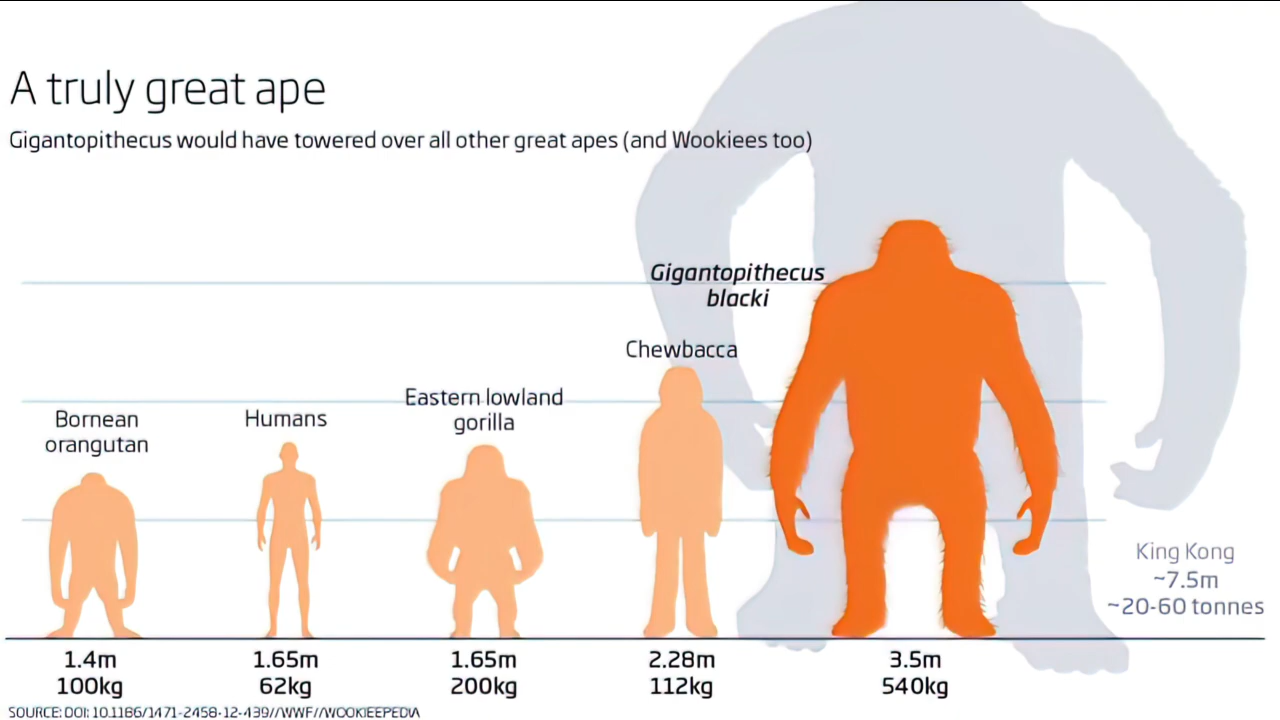 A truly great ape
Gigantopithecus would have towered over all other great apes (and Wookiees too)
Gigantopithecus
blacki
Chewbacca
Eastern lowland
gorilla
Humans
Bornean
orangutan
King Kong
~7.5m
~20-60 tonnes
1.4m
100kg
1.65m
62kg
1.65m
200kg
2.28m
112kg
3.5m
540kg
SOURCE: DOI: 10.1186/1471-2458-12-439//WWF//WOOKIEEPEDIA